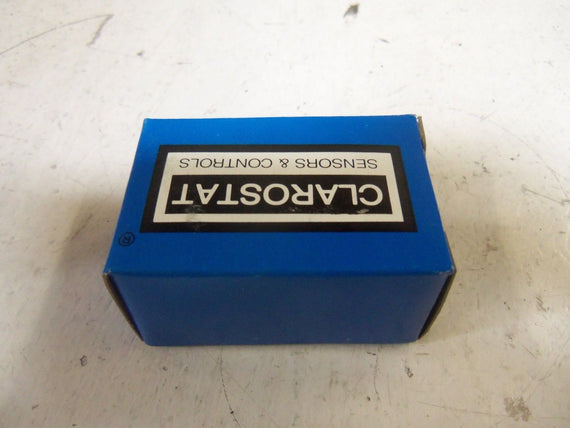 CLAROSTAT
SENSORS & CONTROLS
®